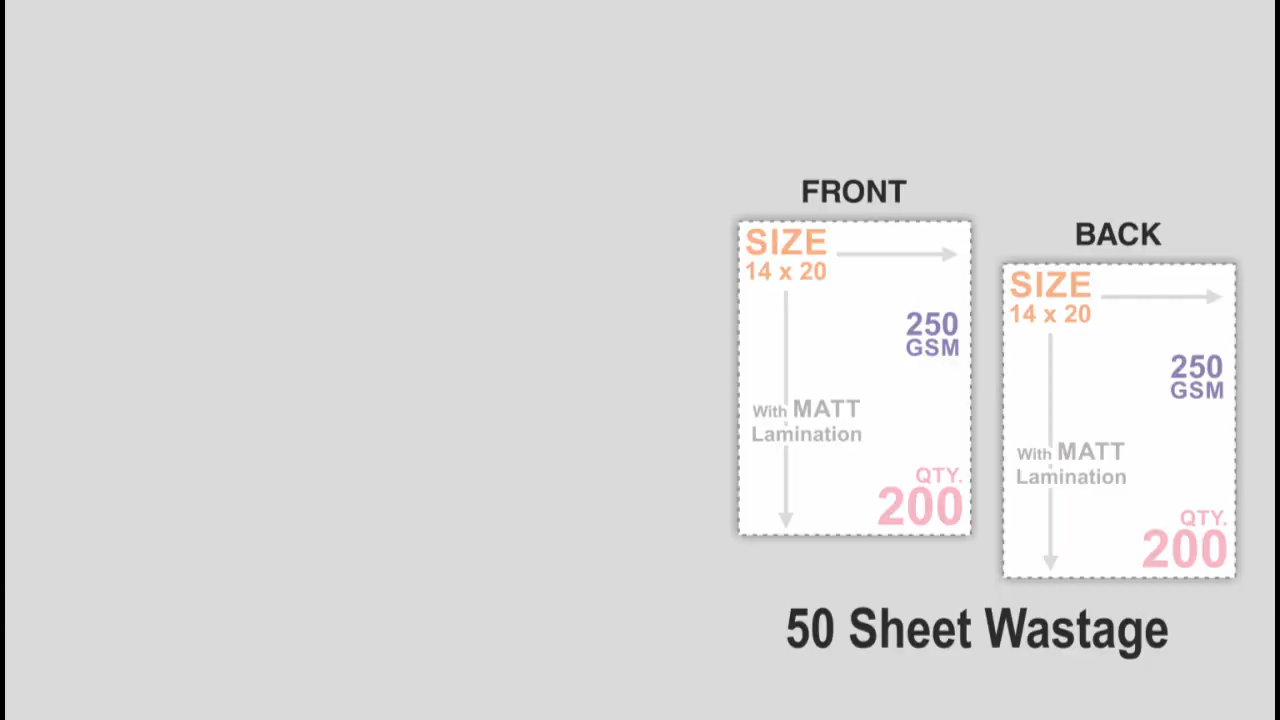 FRONT
SIZE
14 x 20
250
GSM
With MATT
Lamination
QTY.
200
BACK
SIZE
14 x 20
250
GSM
With MATT
Lamination
QTY.
200
50 Sheet Wastage